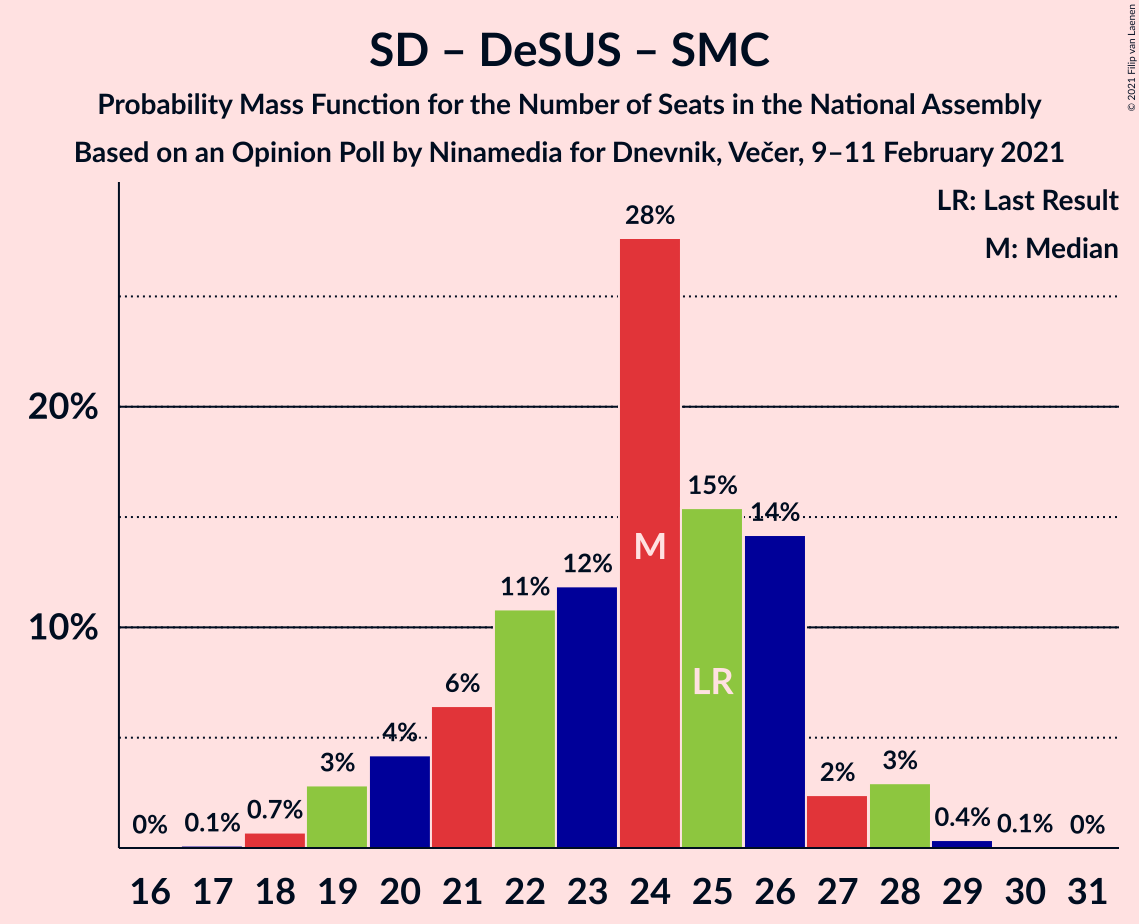 SD – DeSUS – SMC
Probability Mass Function for the Number of Seats in the National Assembly
Based on an Opinion Poll by Ninamedia for Dnevnik, Večer, 9–11 February 2021
© 2021 Filip van Laenen
LR: Last Result
M: Median
20%
10%
0%
0.1%
0.7%
3%
4%
6%
11%
12%
28%
15%
14%
2%
3%
0.4%
0.1%
0%
M
LR
16 17 18 19 20 21 22 23 24 25 26 27 28 29 30 31